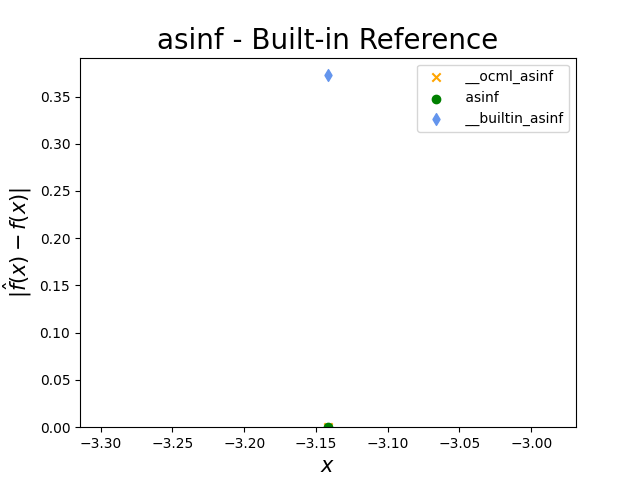 asinf - Built-in Reference
__ocml_asinf
asinf
__builtin_asinf
|f̂(x) − f(x)|
0.35
0.30
0.25
0.20
0.15
0.10
0.05
0.00
−3.30 −3.25 −3.20 −3.15 −3.10 −3.05 −3.00
x